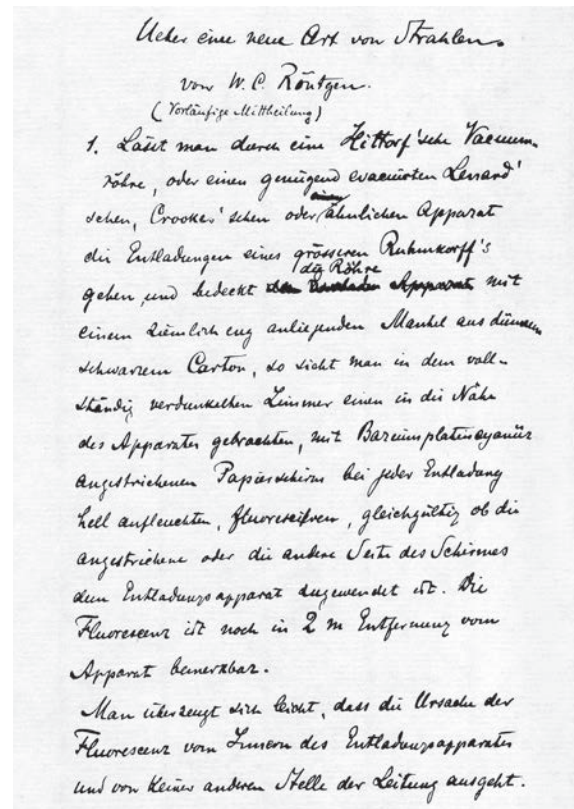 Ueber eine neue Art von Strahlen.
von W. C. Röntgen.
(Vorläufige Mittheilung)
1. Lässt man durch eine Hittorf'sche Vacuum-
röhre, oder einen genügend evacuirten Lenard'
schen, Crookes'schen oder einen ähnlichen Apparat
die Entladungen eines grösseren Ruhmkorff's
gehen, und bedeckt die Röhre mit
einem ziemlich eng anliegenden Mantel aus dünnem
schwarzem Carton, so sieht man in dem voll-
ständig verdunkelten Zimmer einen in die Nähe
des Apparates gebrachten, mit Bariumplatincyanür
angestrichenen Papierschirm bei jeder Entladung
hell aufleuchten, fluoresciren, gleichgültig ob die
angestrichene oder die andere Seite des Schirmes
dem Entladungsapparat zugewendet ist. Die
Fluorescenz ist noch in 2 m Entfernung vom
Apparat bemerkbar.
Man überzeugt sich leicht, dass die Ursache der
Fluorescenz vom Innern des Entladungsapparates
und von keiner anderen Stelle der Leitung ausgeht.